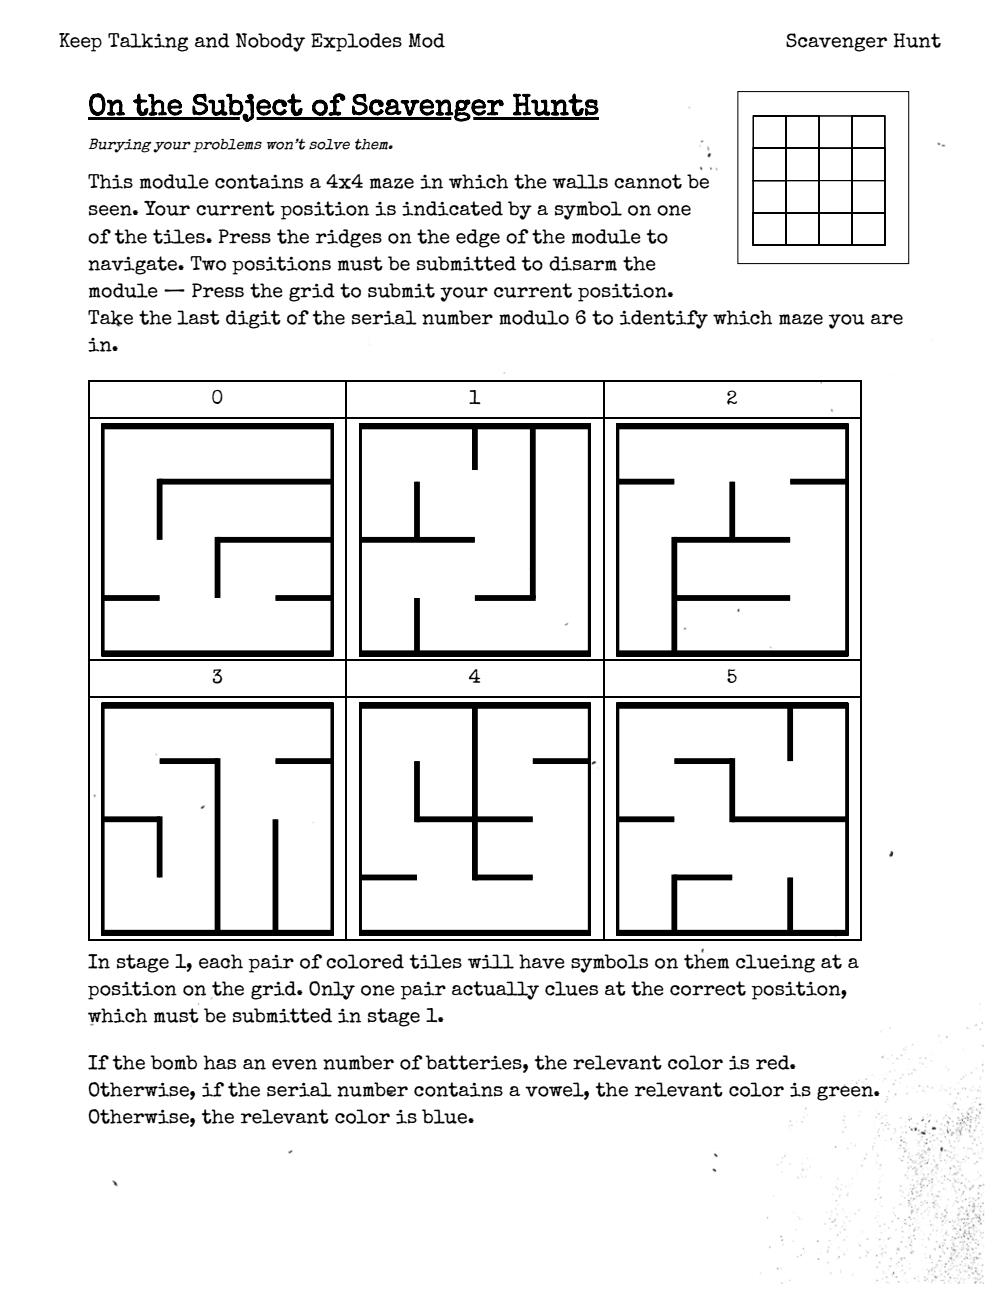 Keep Talking and Nobody Explodes Mod
Scavenger Hunt
On the Subject of Scavenger Hunts
Burying your problems won't solve them.
This module contains a 4x4 maze in which the walls cannot be
seen. Your current position is indicated by a symbol on one
of the tiles. Press the ridges on the edge of the module to
navigate. Two positions must be submitted to disarm the
module — Press the grid to submit your current position.
Take the last digit of the serial number modulo 6 to identify which maze you are
in.
0
1
2
3
4
5
In stage 1, each pair of colored tiles will have symbols on them clueing at a
position on the grid. Only one pair actually clues at the correct position,
which must be submitted in stage 1.
If the bomb has an even number of batteries, the relevant color is red.
Otherwise, if the serial number contains a vowel, the relevant color is green.
Otherwise, the relevant color is blue.